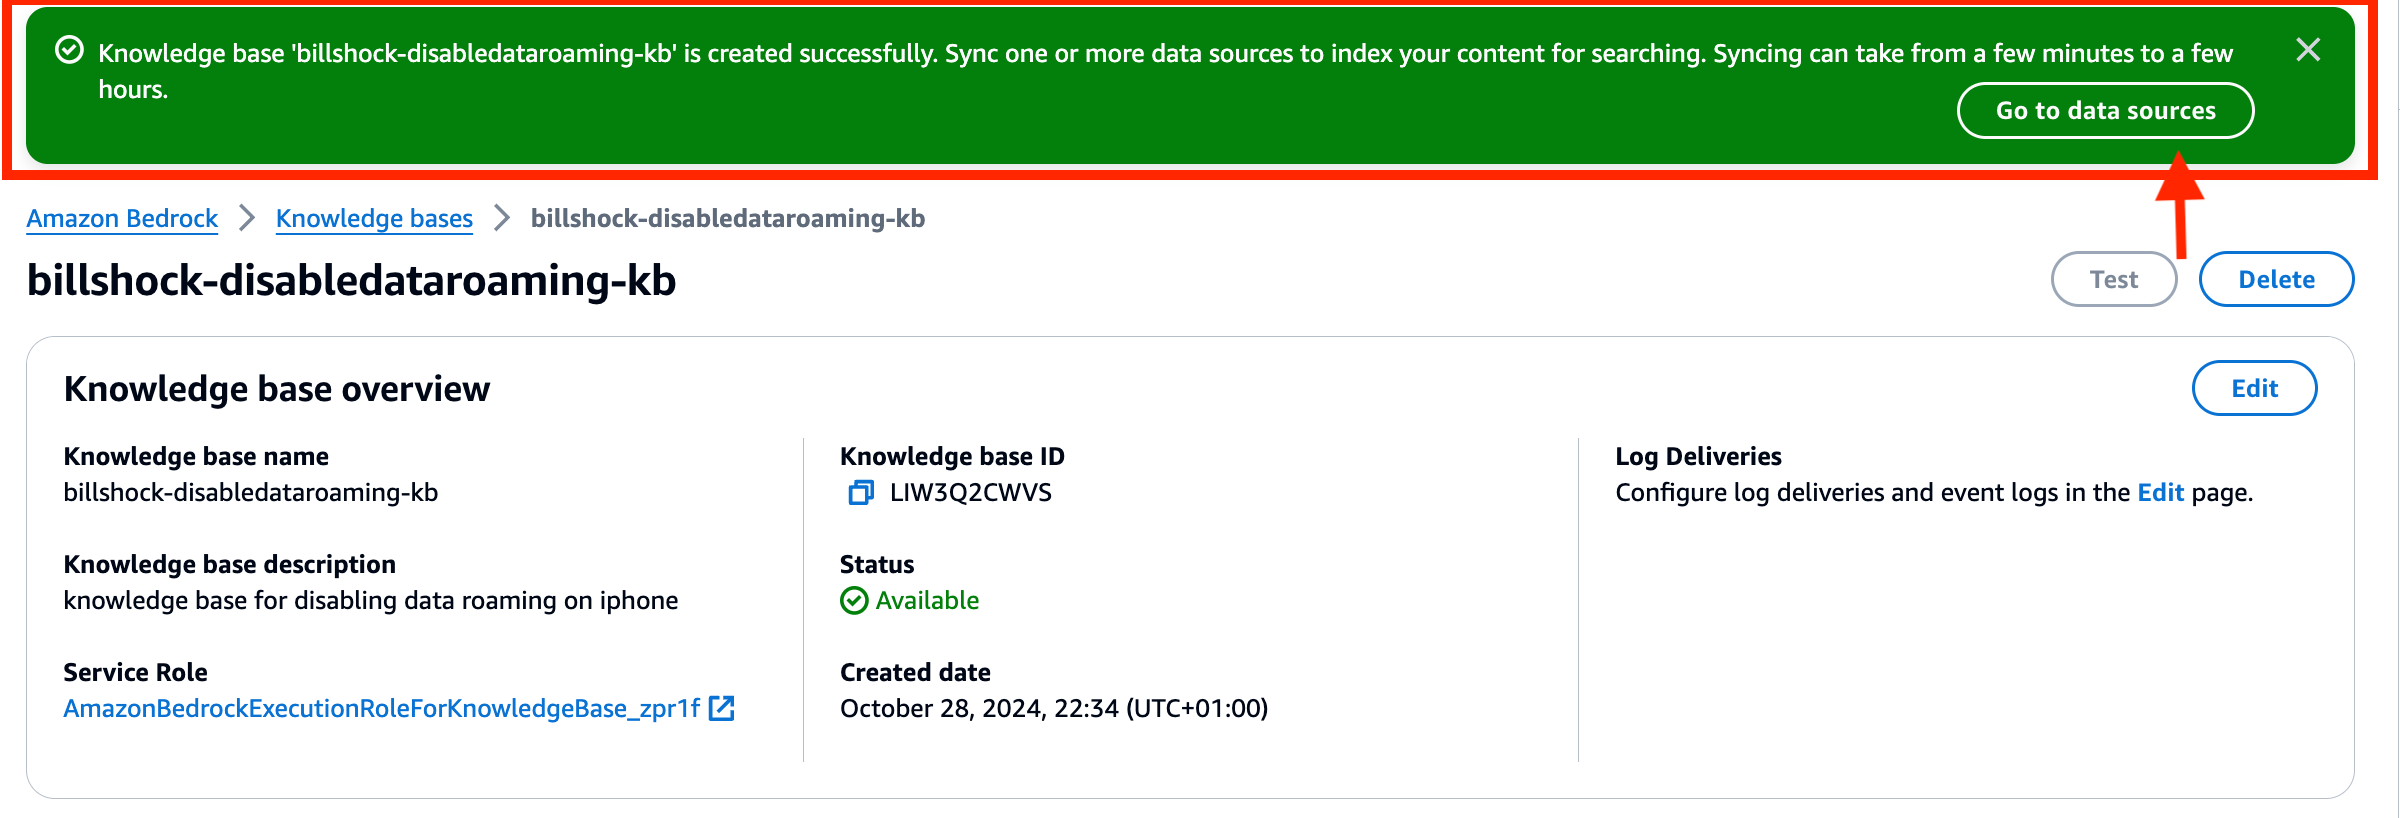 Knowledge base 'billshock-disabledataroaming-kb' is created successfully. Sync one or more data sources to index your content for searching. Syncing can take from a few minutes to a few
hours.
Go to data sources
Amazon Bedrock
Knowledge bases
billshock-disabledataroaming-kb
billshock-disabledataroaming-kb
Test
Delete
Knowledge base overview
Edit
Knowledge base name
billshock-disabledataroaming-kb
Knowledge base description
knowledge base for disabling data roaming on iphone
Service Role
AmazonBedrockExecutionRoleForKnowledgeBase_zpr1f
Knowledge base ID
LIW3Q2CWVS
Status
Available
Created date
October 28, 2024, 22:34 (UTC+01:00)
Log Deliveries
Configure log deliveries and event logs in the Edit page.